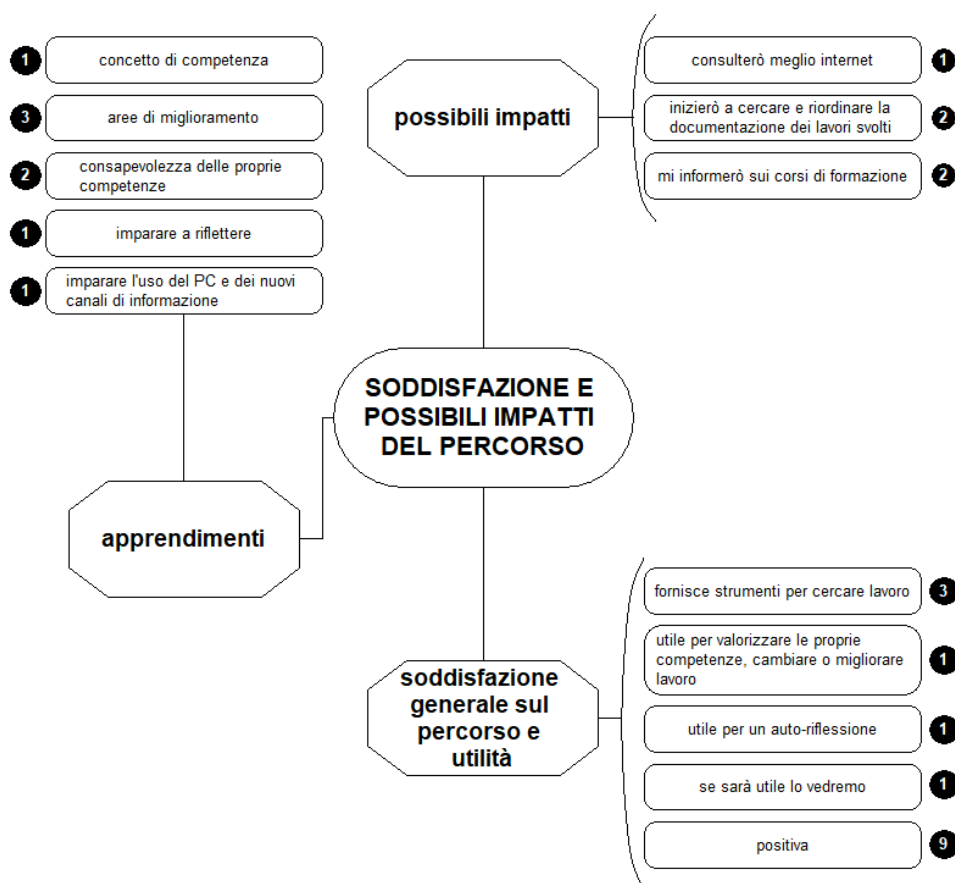 1 concetto di competenza
3 aree di miglioramento
2 consapevolezza delle proprie
competenze
1 imparare a riflettere
1 imparare l'uso del PC e dei nuovi
canali di informazione
possibili impatti
consulterò meglio internet 1
inizierò a cercare e riordinare la
documentazione dei lavori svolti 2
mi informerò sui corsi di formazione 2
SODDISFAZIONE E
POSSIBILI IMPATTI
DEL PERCORSO
apprendimenti
soddisfazione
generale sul
percorso e
utilità
fornisce strumenti per cercare lavoro 3
utile per valorizzare le proprie
competenze, cambiare o migliorare 1
lavoro
utile per un auto-riflessione 1
se sarà utile lo vedremo 1
positiva 9